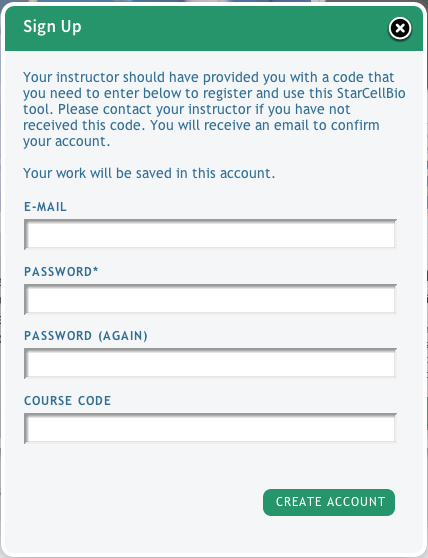 Sign Up
Your instructor should have provided you with a code that
you need to enter below to register and use this StarCellBio
tool. Please contact your instructor if you have not
received this code. You will receive an email to confirm
your account.
Your work will be saved in this account.
E-MAIL
PASSWORD*
PASSWORD (AGAIN)
COURSE CODE
CREATE ACCOUNT